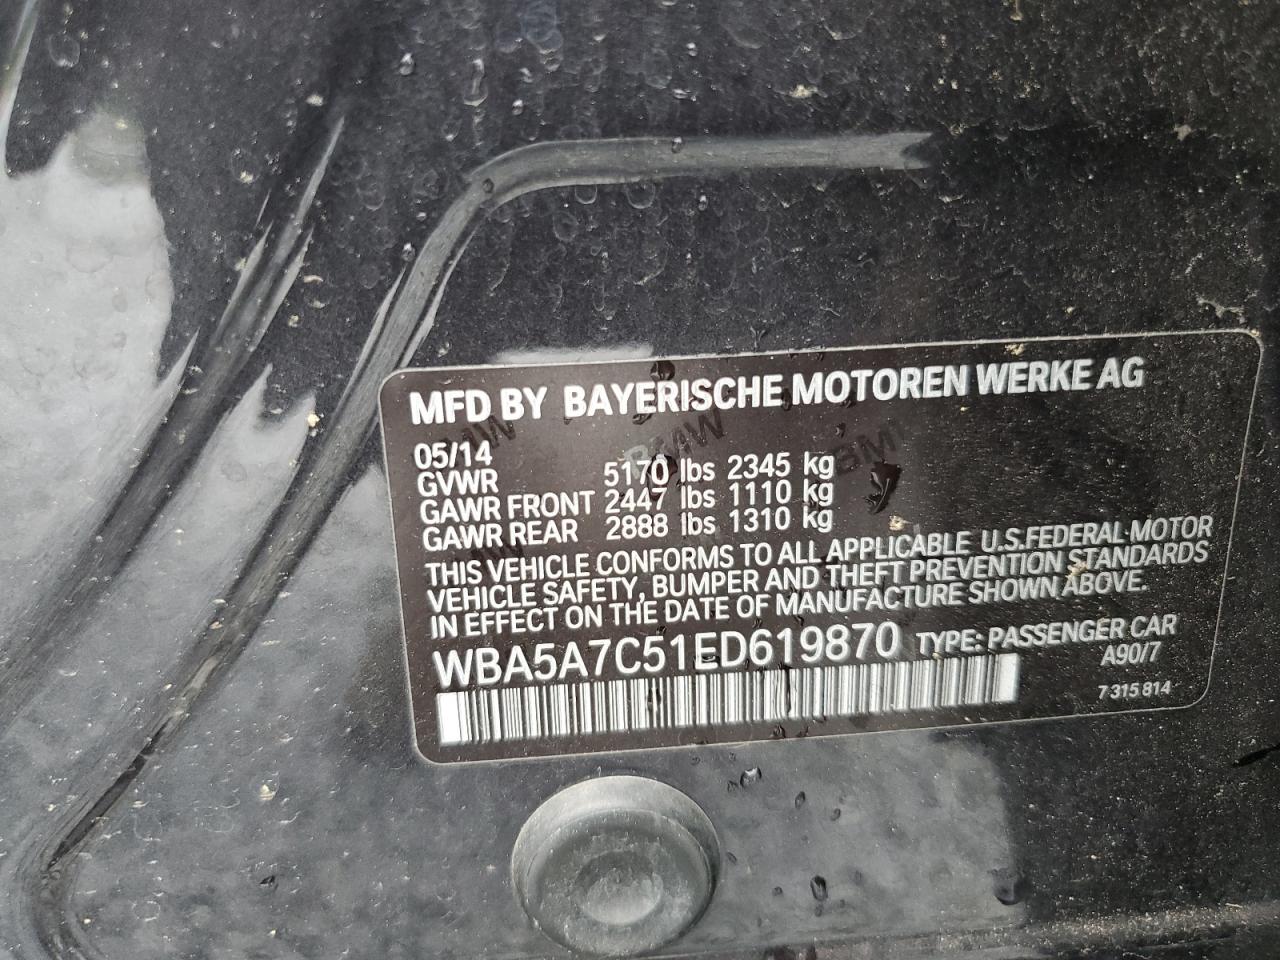 MFD BY BAYERISCHE MOTOREN WERKE AG
05/14
GVWR 5170 lbs 2345 kg
GAWR FRONT 2447 lbs 1110 kg
GAWR REAR 2888 lbs 1310 kg
THIS VEHICLE CONFORMS TO ALL APPLICABLE U.S.FEDERAL MOTOR
VEHICLE SAFETY, BUMPER AND THEFT PREVENTION STANDARDS
IN EFFECT ON THE DATE OF MANUFACTURE SHOWN ABOVE.
WBA5A7C51ED619870 TYPE: PASSENGER CAR
A90/7
7 315 814